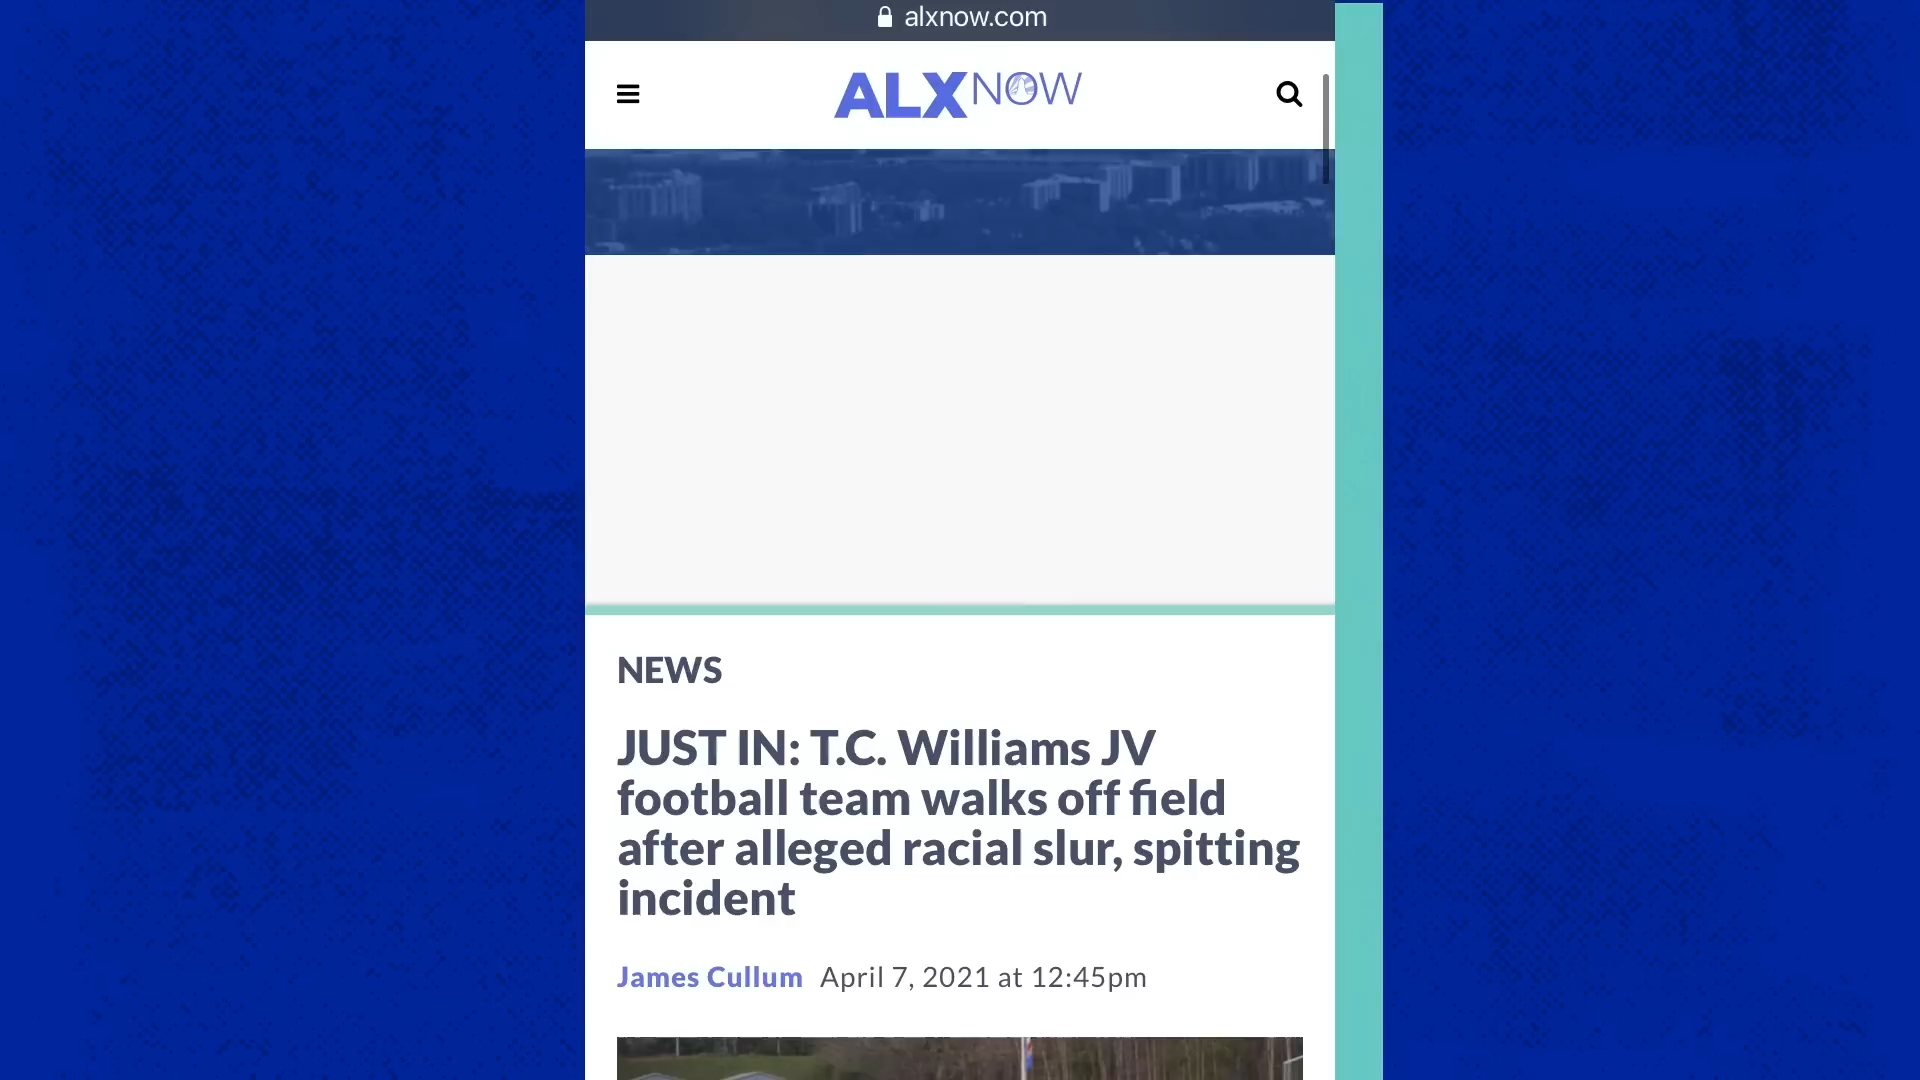 alxnow.com
ALXNOW
NEWS
JUST IN: T.C. Williams JV
football team walks off field
after alleged racial slur, spitting
incident
James Cullum April 7, 2021 at 12:45pm